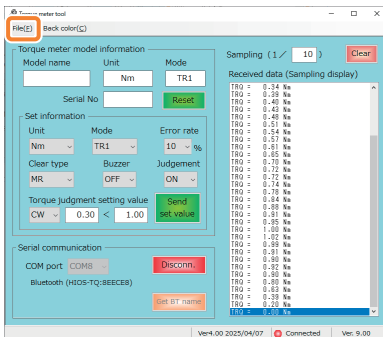 Torque meter tool
File(F) Back color(C)
Torque meter model information
Model name Unit Mode
Nm TR1
Serial No Reset
Set information
Unit Mode Error rate
Nm TR1 10 %
Clear type Buzzer Judgement
MR OFF ON
Torque judgment setting value
CW 0.30 < 1.00
Send
set value
Serial communication
COM port COM8 Disconn.
Bluetooth (HIOS-TQ:8EECE8)
Get BT name
Sampling (1／ 10 ) Clear
Received data (Sampling display)
TRQ = 0.34 Nm
TRQ = 0.39 Nm
TRQ = 0.40 Nm
TRQ = 0.43 Nm
TRQ = 0.48 Nm
TRQ = 0.51 Nm
TRQ = 0.54 Nm
TRQ = 0.57 Nm
TRQ = 0.61 Nm
TRQ = 0.65 Nm
TRQ = 0.70 Nm
TRQ = 0.72 Nm
TRQ = 0.72 Nm
TRQ = 0.74 Nm
TRQ = 0.78 Nm
TRQ = 0.84 Nm
TRQ = 0.88 Nm
TRQ = 0.91 Nm
TRQ = 0.95 Nm
TRQ = 1.00 Nm
TRQ = 1.02 Nm
TRQ = 0.99 Nm
TRQ = 0.91 Nm
TRQ = 0.90 Nm
TRQ = 0.92 Nm
TRQ = 0.90 Nm
TRQ = 0.80 Nm
TRQ = 0.63 Nm
TRQ = 0.39 Nm
TRQ = 0.20 Nm
TRQ = 0.00 Nm
Ver4.00 2025/04/07 Connected Ver. 9.00